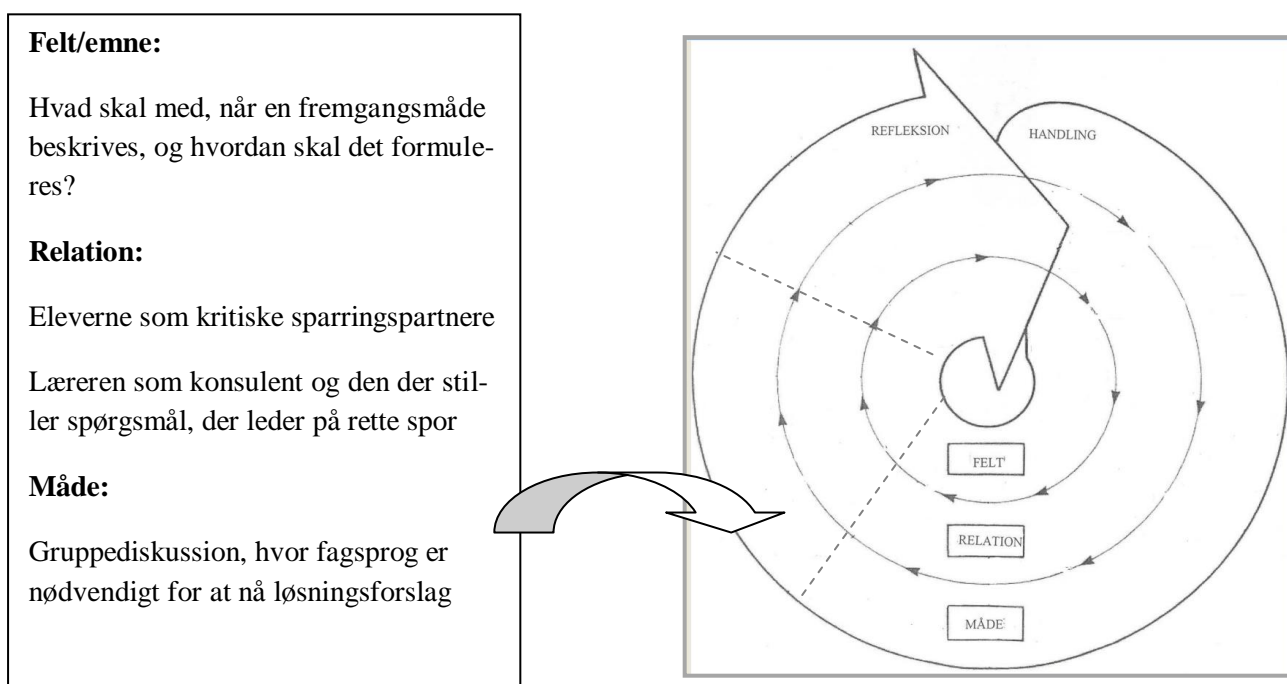 Felt/emne:
Hvad skal med, når en fremgangsmåde
beskrives, og hvordan skal det formule-
res?
Relation:
Eleverne som kritiske sparringspartnere
Læreren som konsulent og den der stil-
ler spørgsmål, der leder på rette spor
Måde:
Gruppediskussion, hvor fagsprog er
nødvendigt for at nå løsningsforslag
REFLEKSION
HANDLING
FELT
RELATION
MÅDE